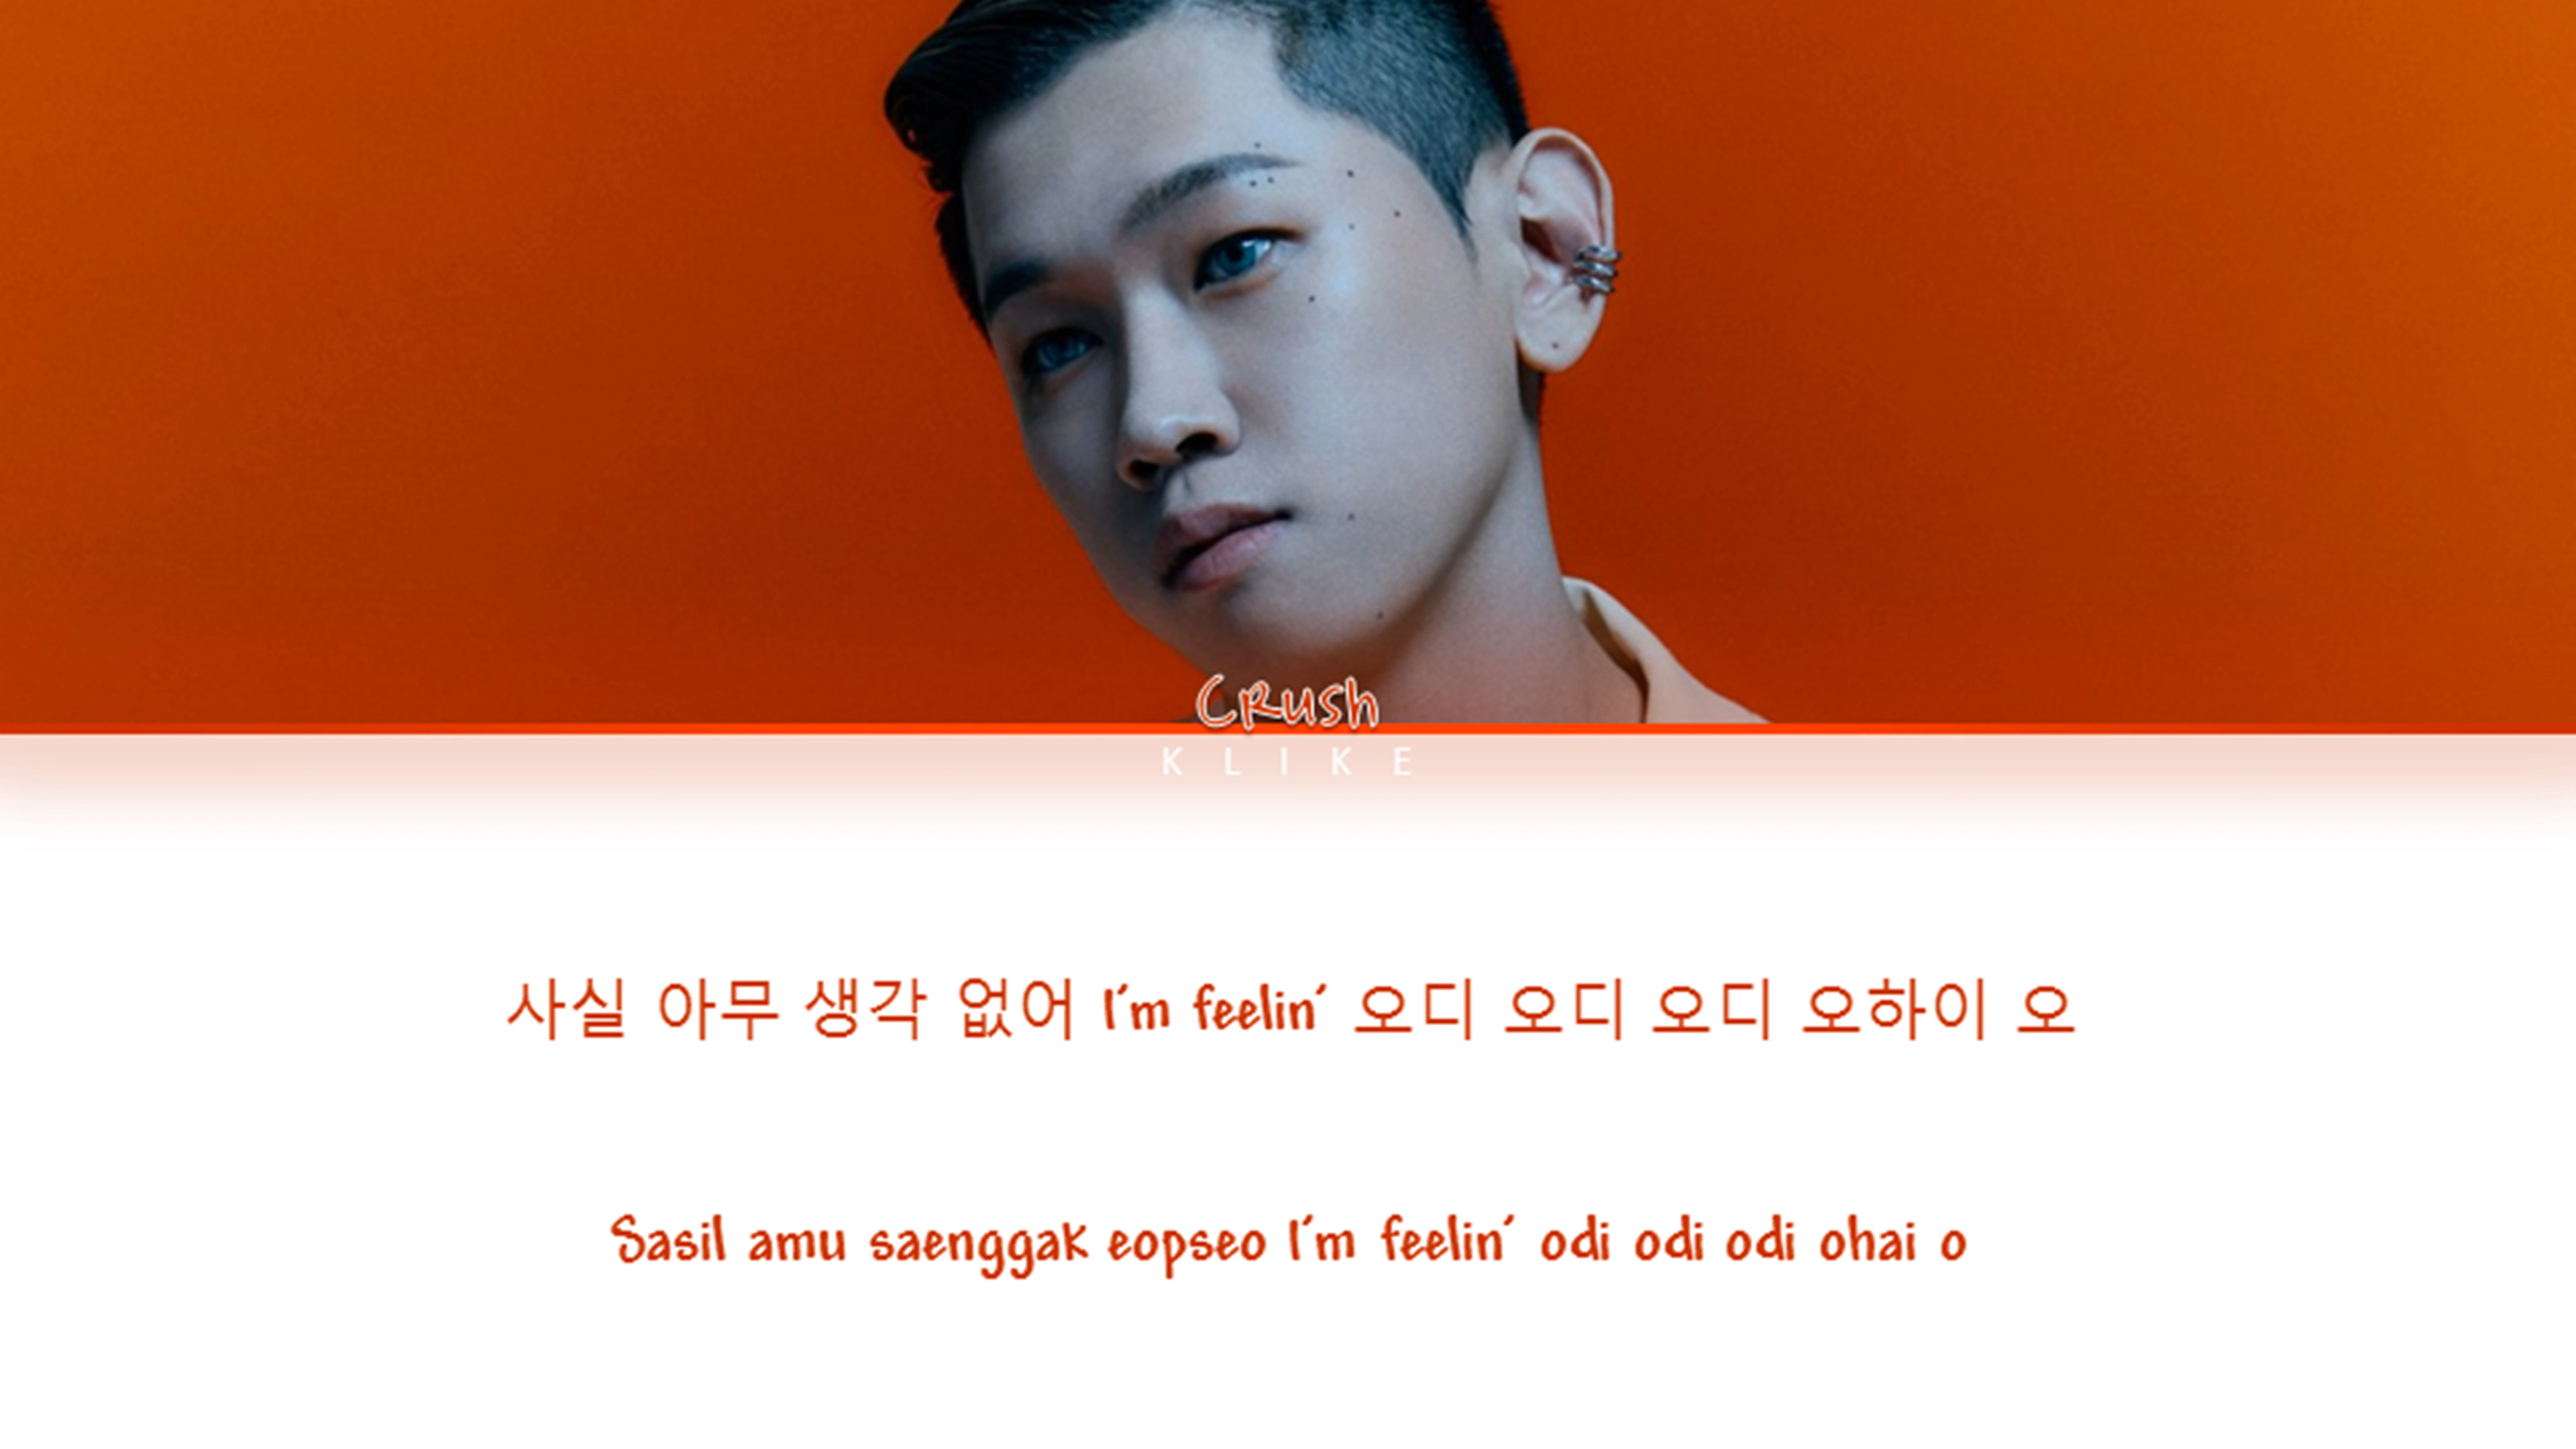 Crush
KLIKE
사실 아무 생각 없어 I'm feelin' 오디 오디 오디 오하이 오
Sasil amu saenggak eopseo I'm feelin' odi odi odi ohai o